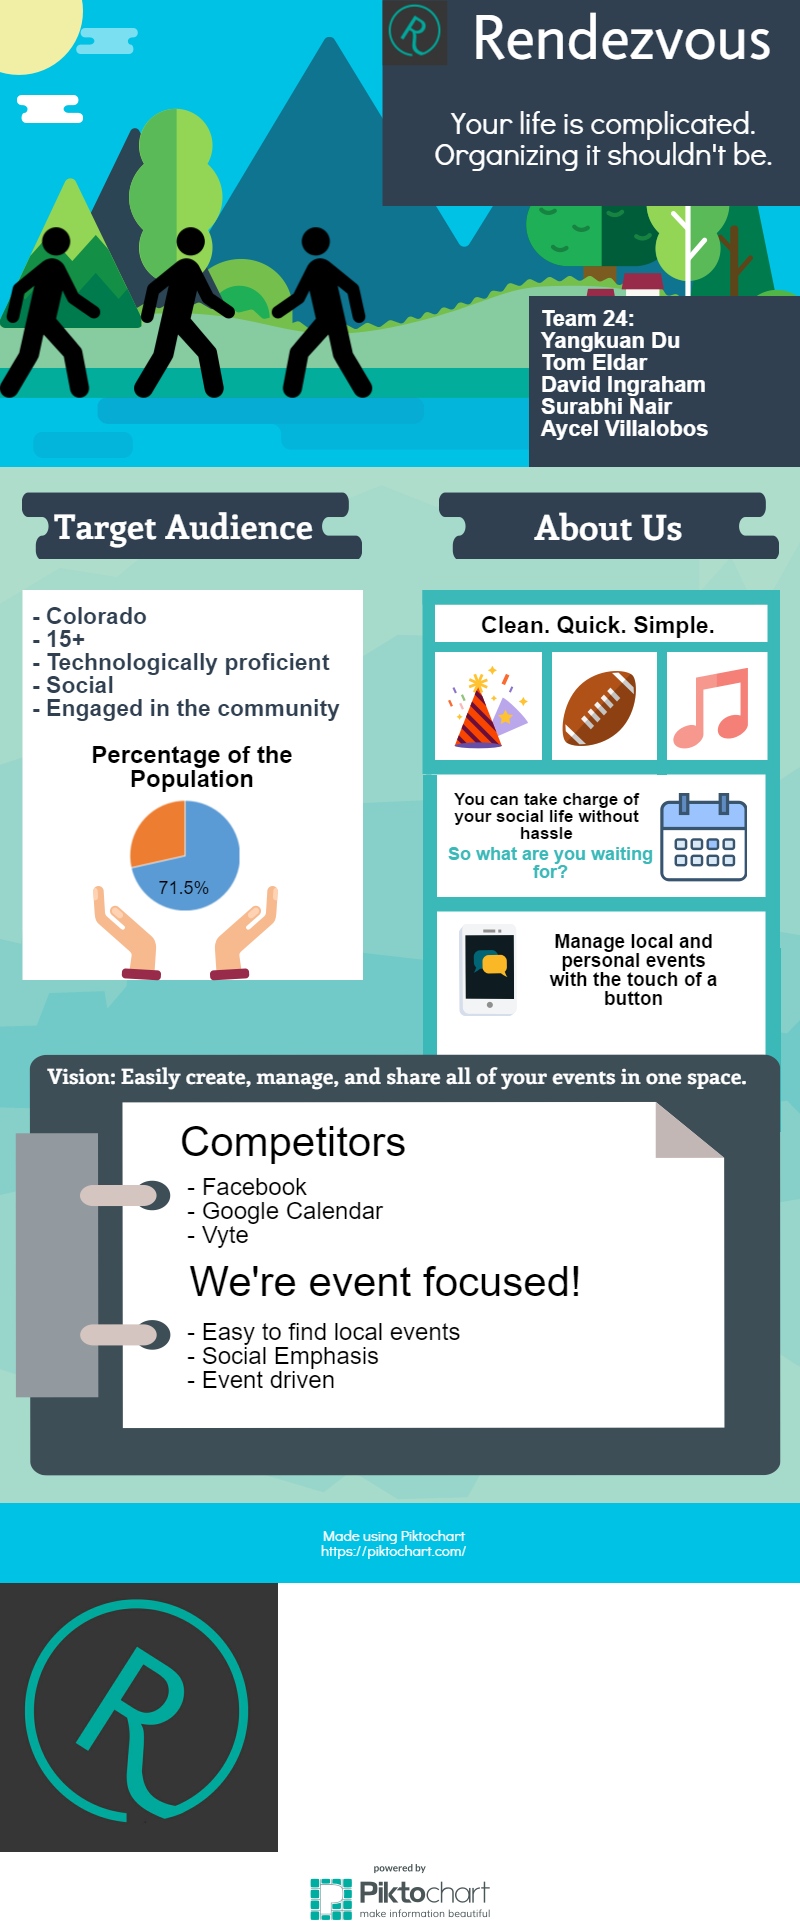 Rendezvous
Your life is complicated.
Organizing it shouldn't be.
Team 24:
Yangkuan Du
Tom Eldar
David Ingraham
Surabhi Nair
Aycel Villalobos
Target Audience
- Colorado
- 15+
- Technologically proficient
- Social
- Engaged in the community
Percentage of the
Population
71.5%
About Us
Clean. Quick. Simple.
You can take charge of
your social life without
hassle
So what are you waiting
for?
Manage local and
personal events
with the touch of a
button
Vision: Easily create, manage, and share all of your events in one space.
Competitors
- Facebook
- Google Calendar
- Vyte
We're event focused!
- Easy to find local events
- Social Emphasis
- Event driven
Made using Piktochart
https://piktochart.com/
R
powered by
Piktochart
make information beautiful